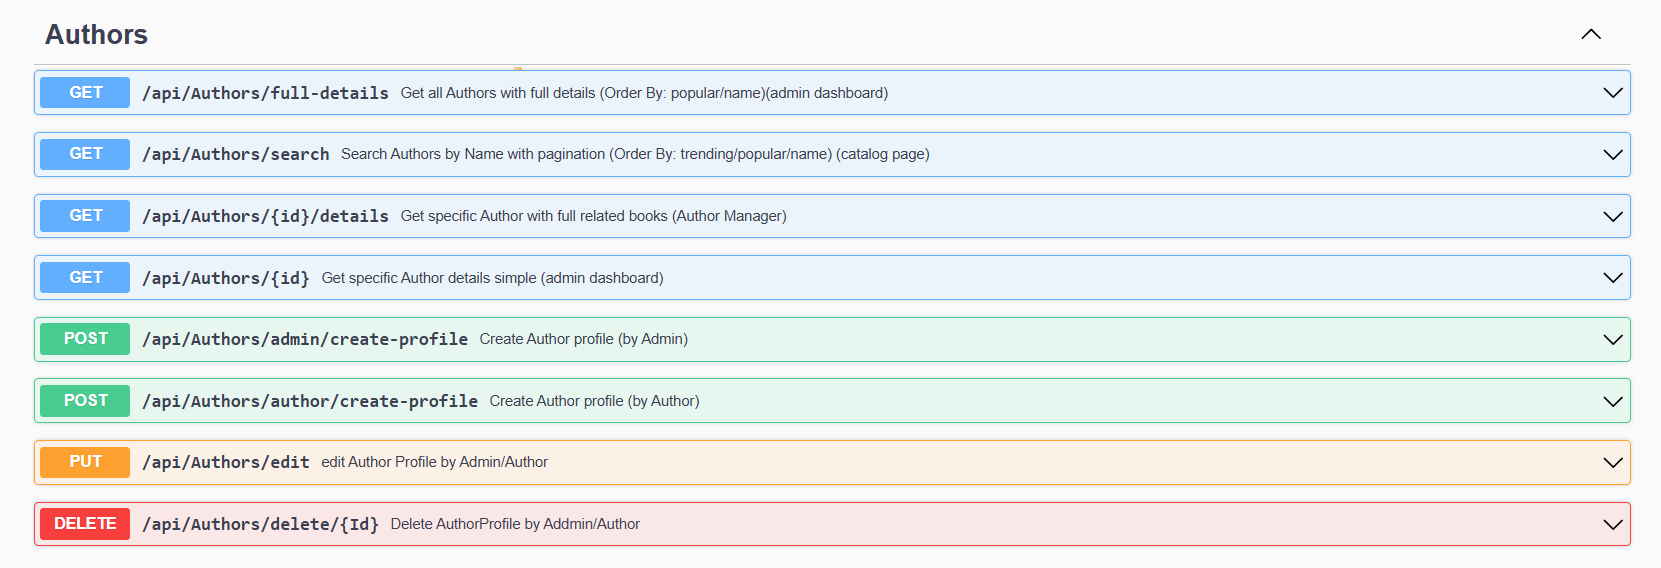 Authors
GET /api/Authors/full-details Get all Authors with full details (Order By: popular/name)(admin dashboard)
GET /api/Authors/search Search Authors by Name with pagination (Order By: trending/popular/name) (catalog page)
GET /api/Authors/{id}/details Get specific Author with full related books (Author Manager)
GET /api/Authors/{id} Get specific Author details simple (admin dashboard)
POST /api/Authors/admin/create-profile Create Author profile (by Admin)
POST /api/Authors/author/create-profile Create Author profile (by Author)
PUT /api/Authors/edit edit Author Profile by Admin/Author
DELETE /api/Authors/delete/{Id} Delete AuthorProfile by Addmin/Author